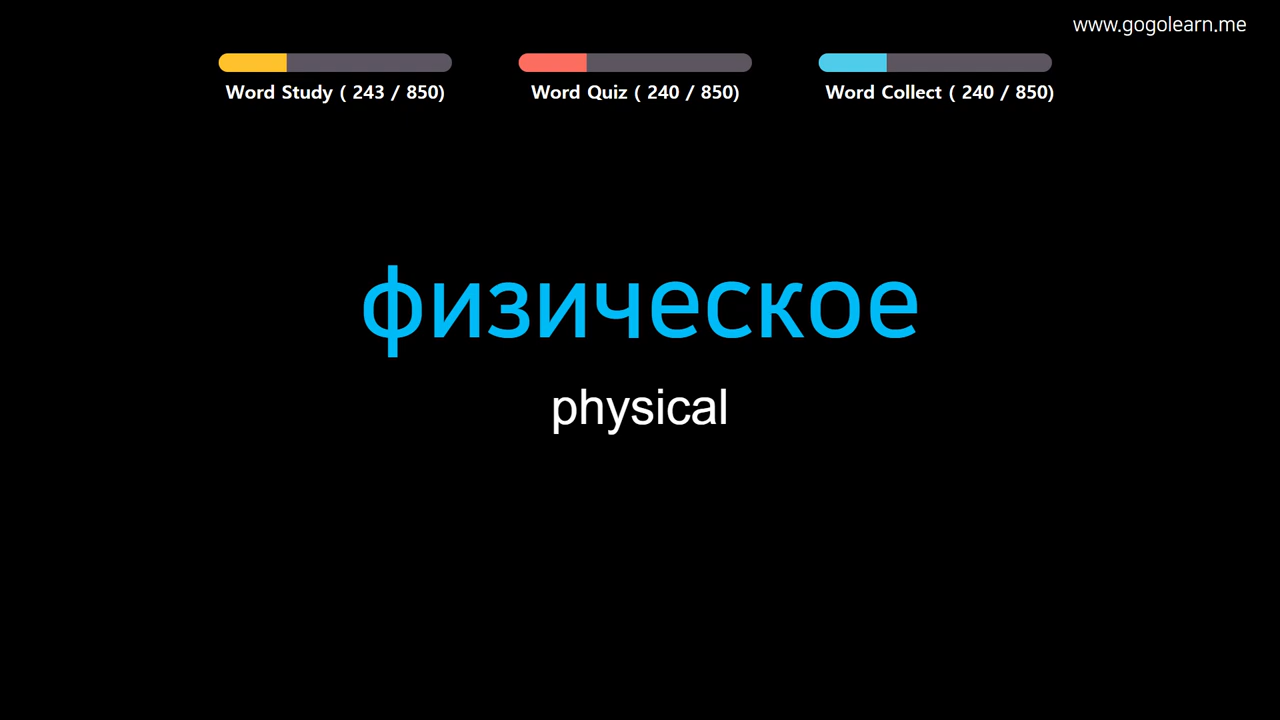 www.gogolearn.me
Word Study ( 243 / 850)
Word Quiz ( 240 / 850)
Word Collect ( 240 / 850)
физическое
physical